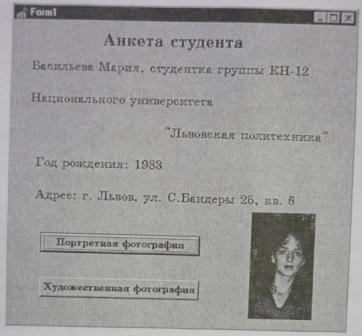 Form1
Анкета студента
Васильева Мария, студентка группы КН-12
Национального университета
"Львовская политехника"
Год рождения: 1983
Адрес: г. Львов, ул. С.Бандеры 25, кв. 6
Портретная фотография
Художественная фотография